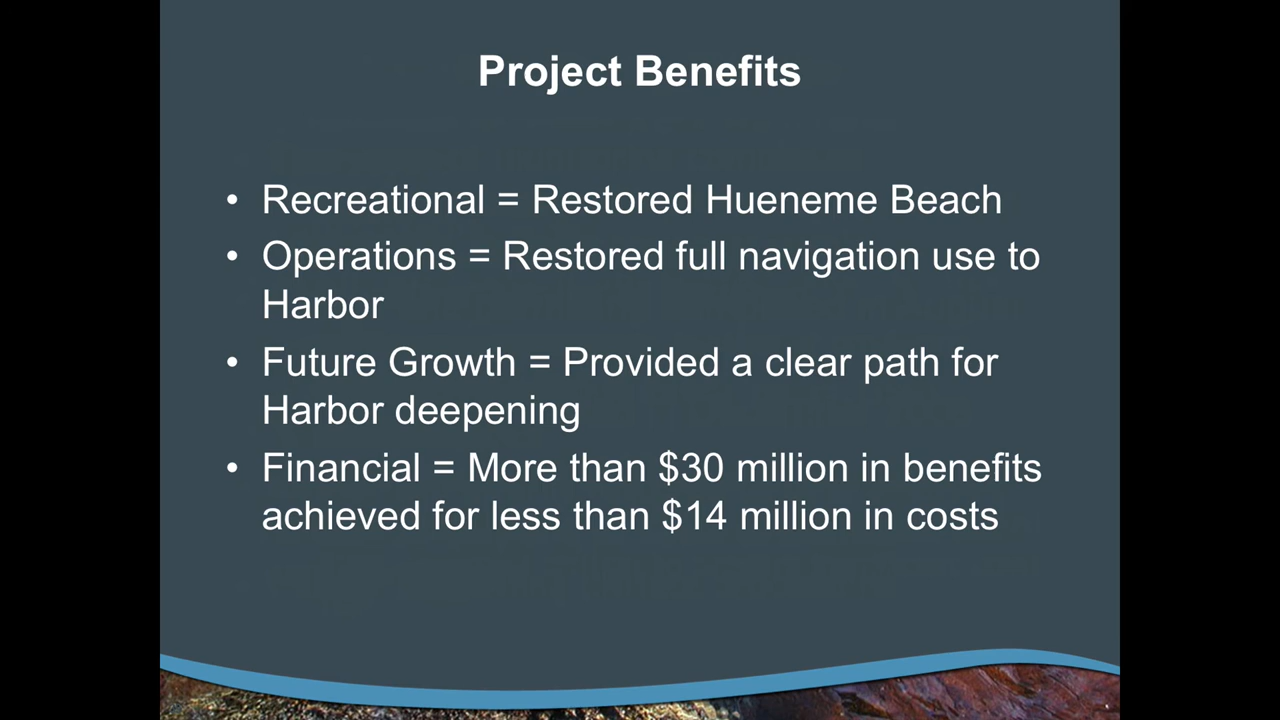 Project Benefits
• Recreational = Restored Hueneme Beach
• Operations = Restored full navigation use to
Harbor
• Future Growth = Provided a clear path for
Harbor deepening
• Financial = More than $30 million in benefits
achieved for less than $14 million in costs